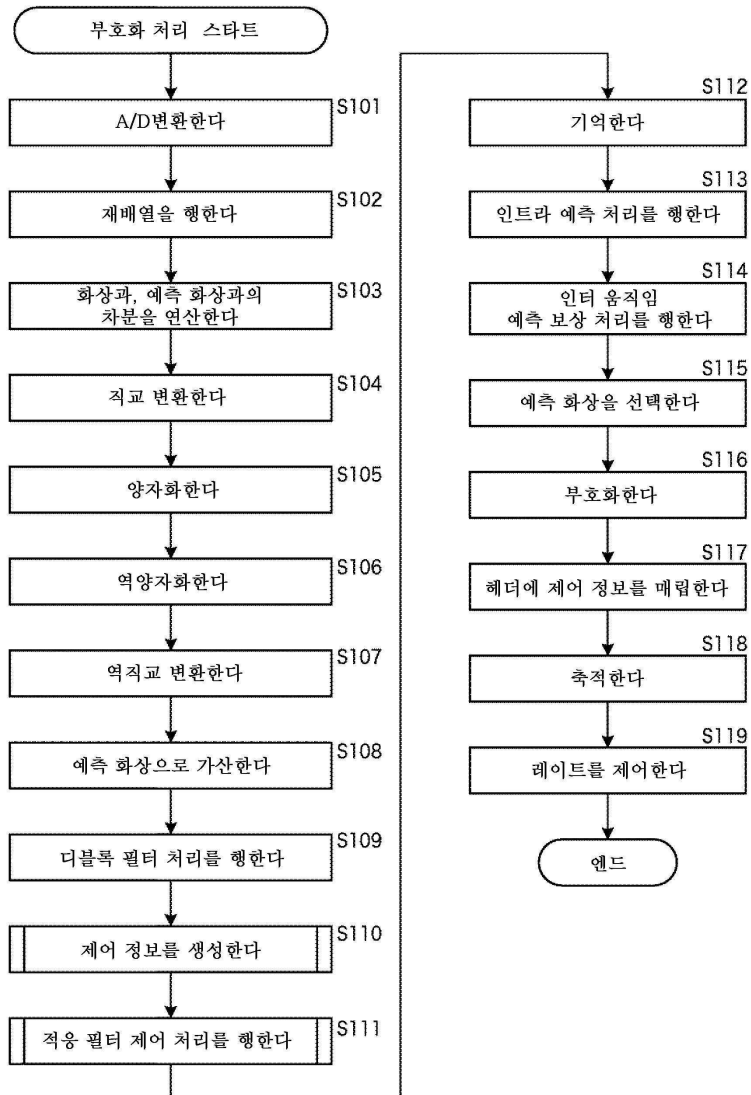 부호화 처리 스타트
S101
A/D변환한다
S102
재배열을 행한다
S103
화상과, 예측 화상과의
차분을 연산한다
S104
직교 변환한다
S105
양자화한다
S106
역양자화한다
S107
역직교 변환한다
S108
예측 화상으로 가산한다
S109
디블록 필터 처리를 행한다
S110
제어 정보를 생성한다
S111
적응 필터 제어 처리를 행한다
S112
기억한다
S113
인트라 예측 처리를 행한다
S114
인터 움직임
예측 보상 처리를 행한다
S115
예측 화상을 선택한다
S116
부호화한다
S117
헤더에 제어 정보를 매립한다
S118
축적한다
S119
레이트를 제어한다
엔드